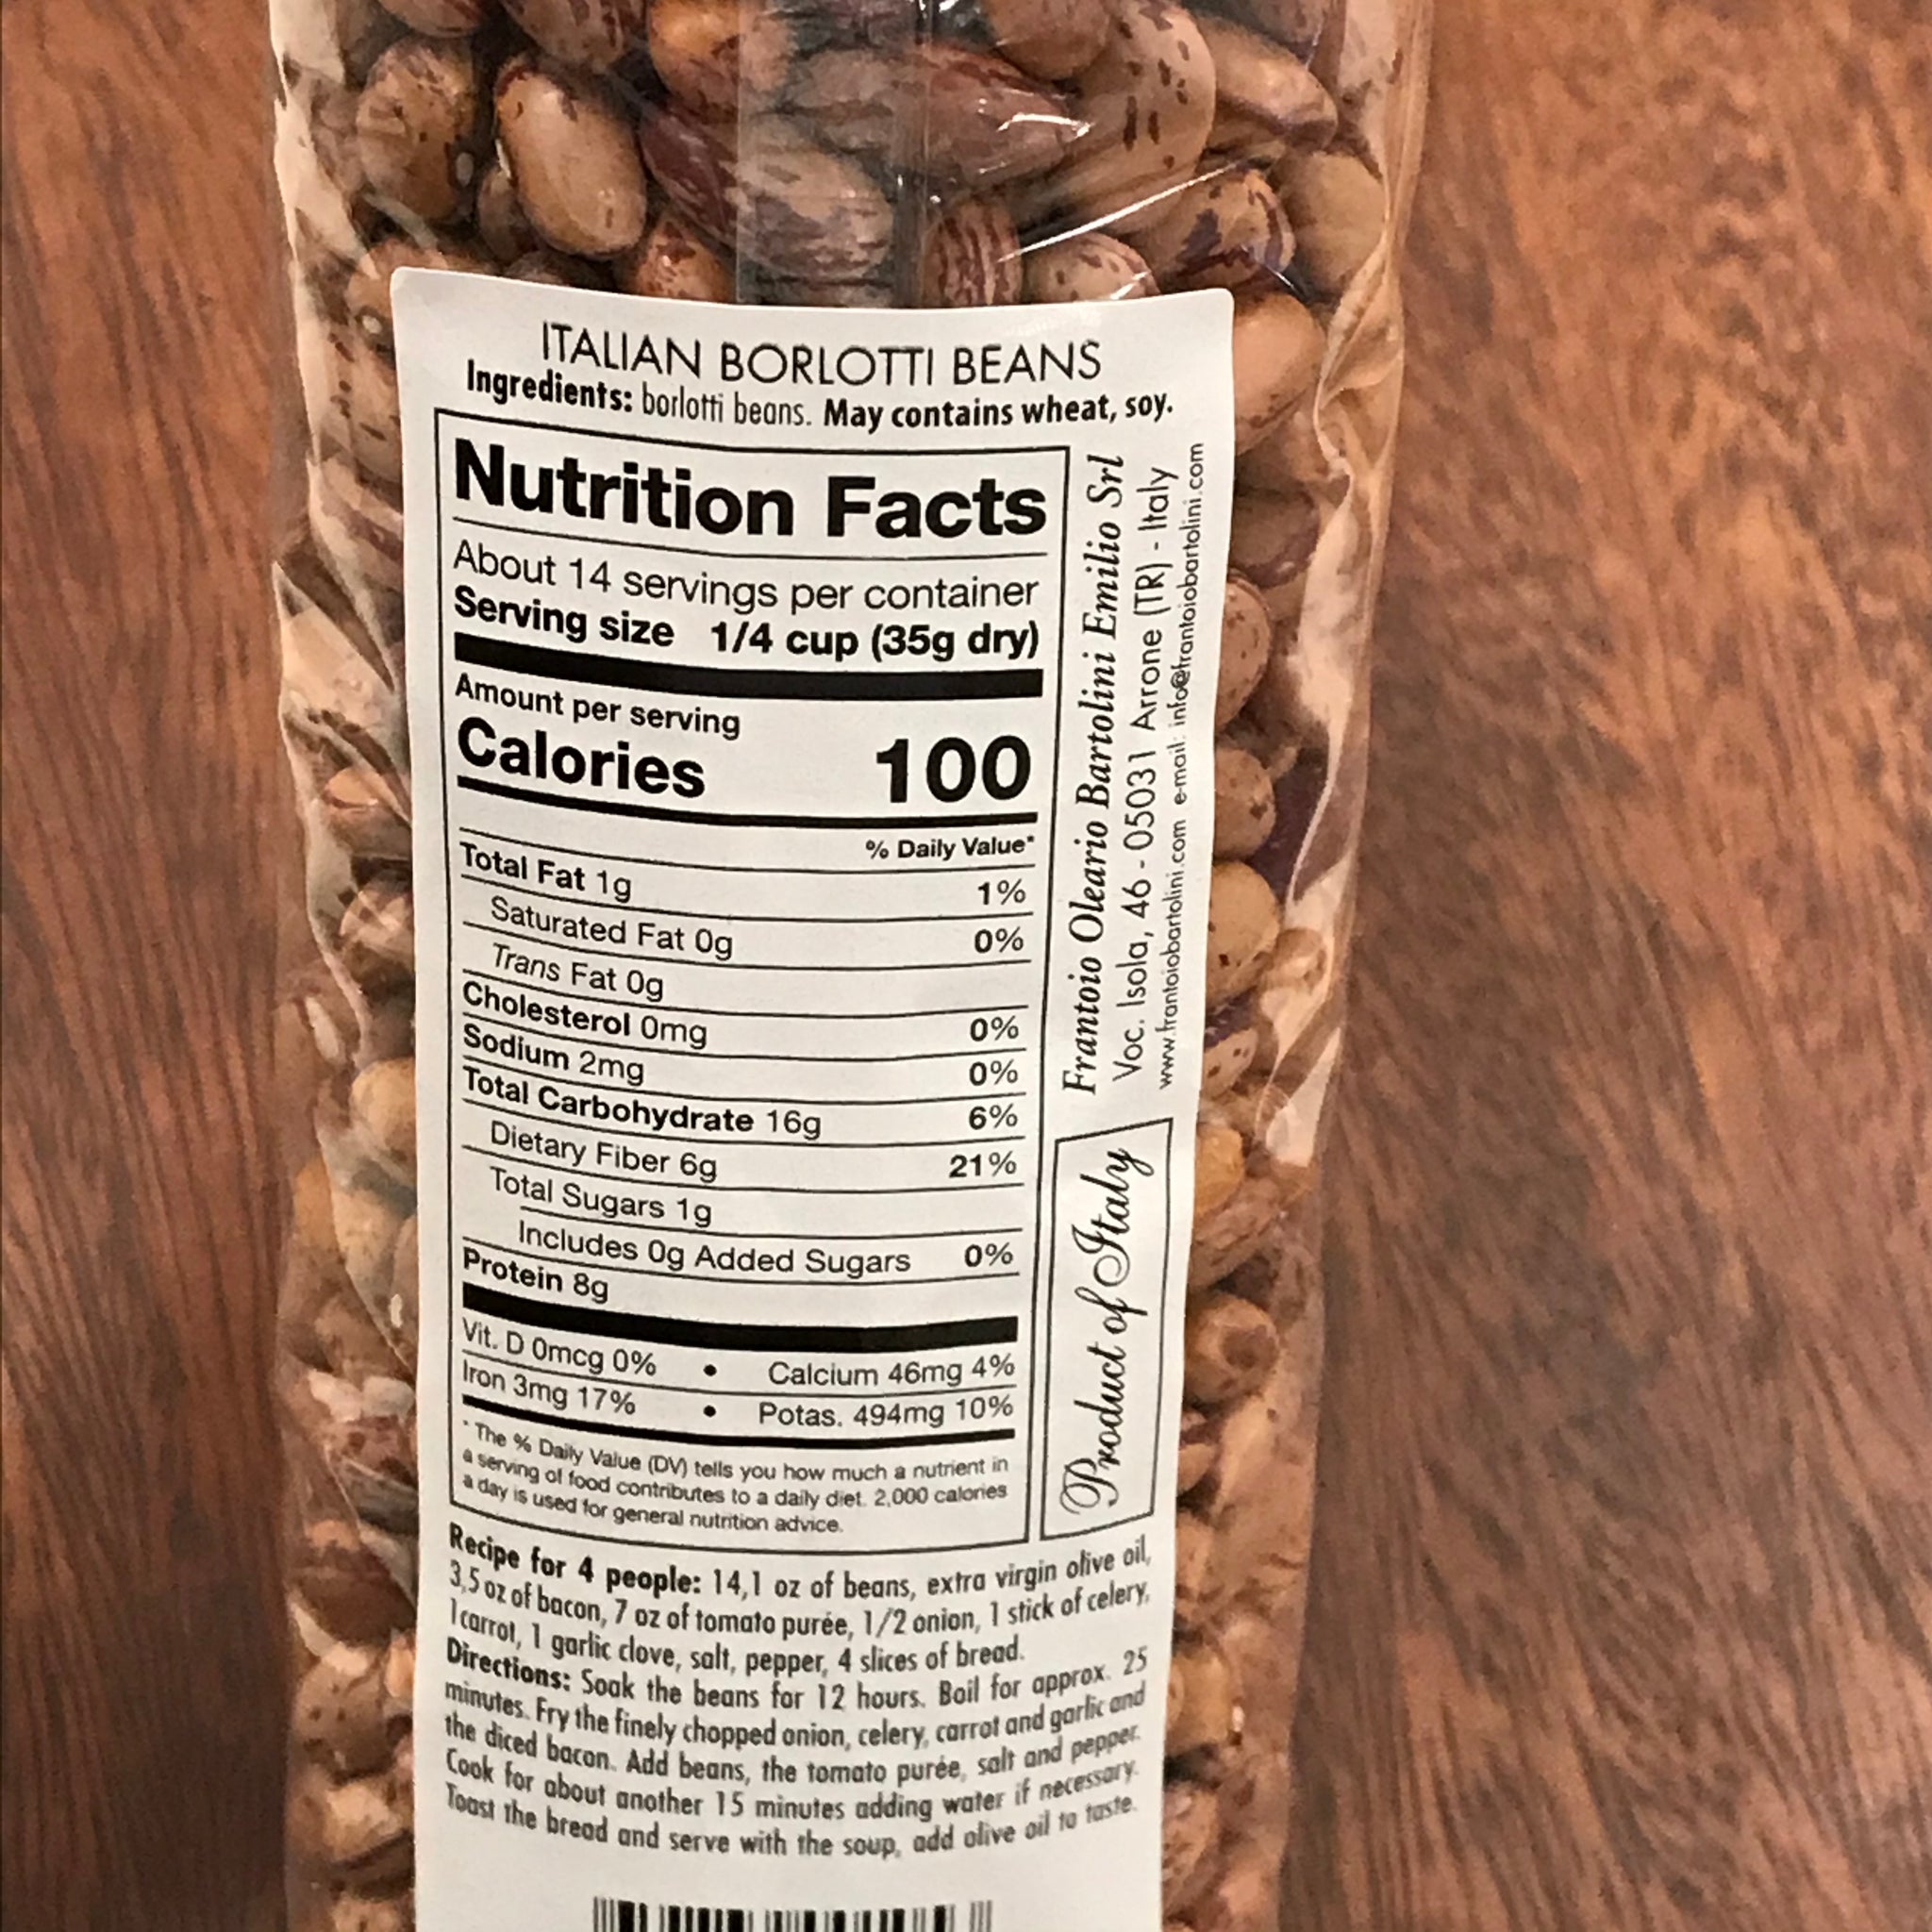 ITALIAN BORLOTTI BEANS
Ingredients: borlotti beans. May contains wheat, soy.
Nutrition Facts
About 14 servings per container
Serving size 1/4 cup (35g dry)
Amount per serving
Calories 100
% Daily Value*
Total Fat 1g 1%
Saturated Fat 0g 0%
Trans Fat 0g
Cholesterol 0mg 0%
Sodium 2mg 0%
Total Carbohydrate 16g 6%
Dietary Fiber 6g 21%
Total Sugars 1g
Includes 0g Added Sugars 0%
Protein 8g
Vit. D 0mcg 0% • Calcium 46mg 4%
Iron 3mg 17% • Potas. 494mg 10%
* The % Daily Value (DV) tells you how much a nutrient in
a serving of food contributes to a daily diet. 2,000 calories
a day is used for general nutrition advice.
Frantoio Oleario Bartolini Emilio Srl
Voc. Isola, 46 - 05031 Arrone (TR) - Italy
www.frantoiobartolini.com e-mail: info@frantoiobartolini.com
Product of Italy
Recipe for 4 people: 14,1 oz of beans, extra virgin olive oil,
3,5 oz of bacon, 7 oz of tomato purée, 1/2 onion, 1 stick of celery,
1carrot, 1 garlic clove, salt, pepper, 4 slices of bread.
Directions: Soak the beans for 12 hours. Boil for approx. 25
minutes. Fry the finely chopped onion, celery, carrot and garlic and
the diced bacon. Add beans, the tomato purée, salt and pepper.
Cook for about another 15 minutes adding water if necessary.
Toast the bread and serve with the soup, add olive oil to taste.